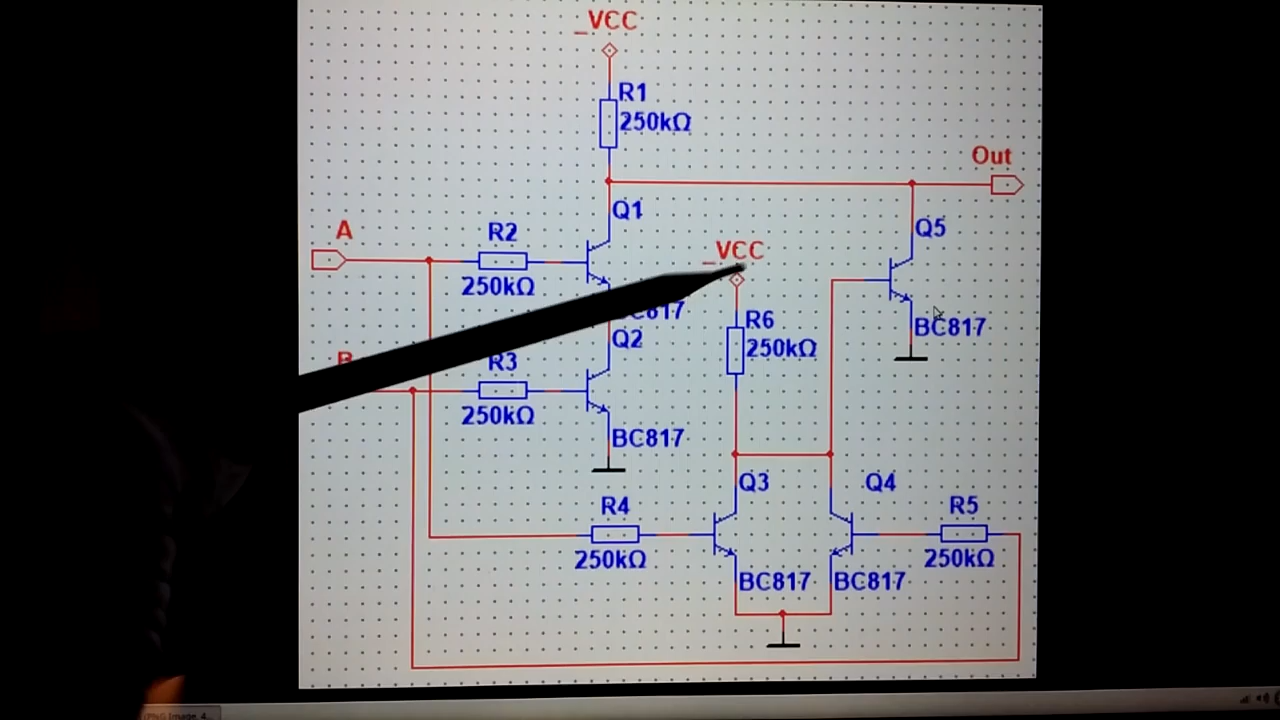 _VCC
R1
250kΩ
Out
Q1
Q5
A
R2
_VCC
250kΩ
BC817
R6
Q2
BC817
250kΩ
R3
250kΩ
BC817
Q3
Q4
R4
R5
250kΩ
250kΩ
BC817
BC817